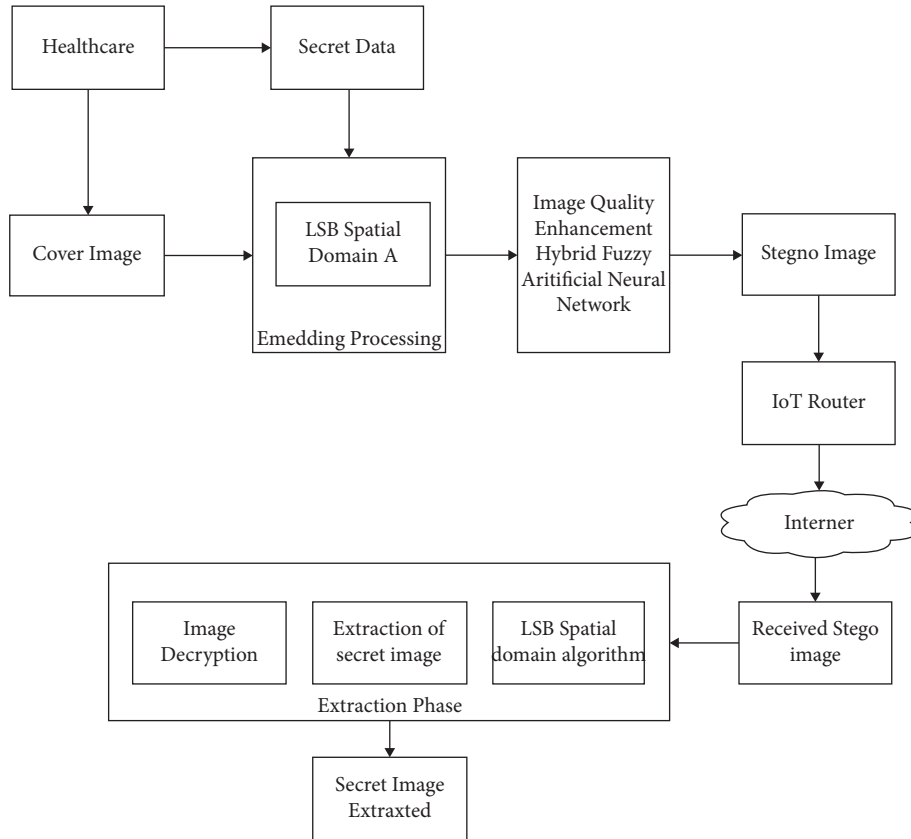 Healthcare
Secret Data
Cover Image
LSB Spatial
Domain A
Emedding Processing
Image Quality
Enhancement
Hybrid Fuzzy
Aritificial Neural
Network
Stegno Image
IoT Router
Interner
Received Stego
image
LSB Spatial
domain algorithm
Extraction of
secret image
Image
Decryption
Extraction Phase
Secret Image
Extraxted